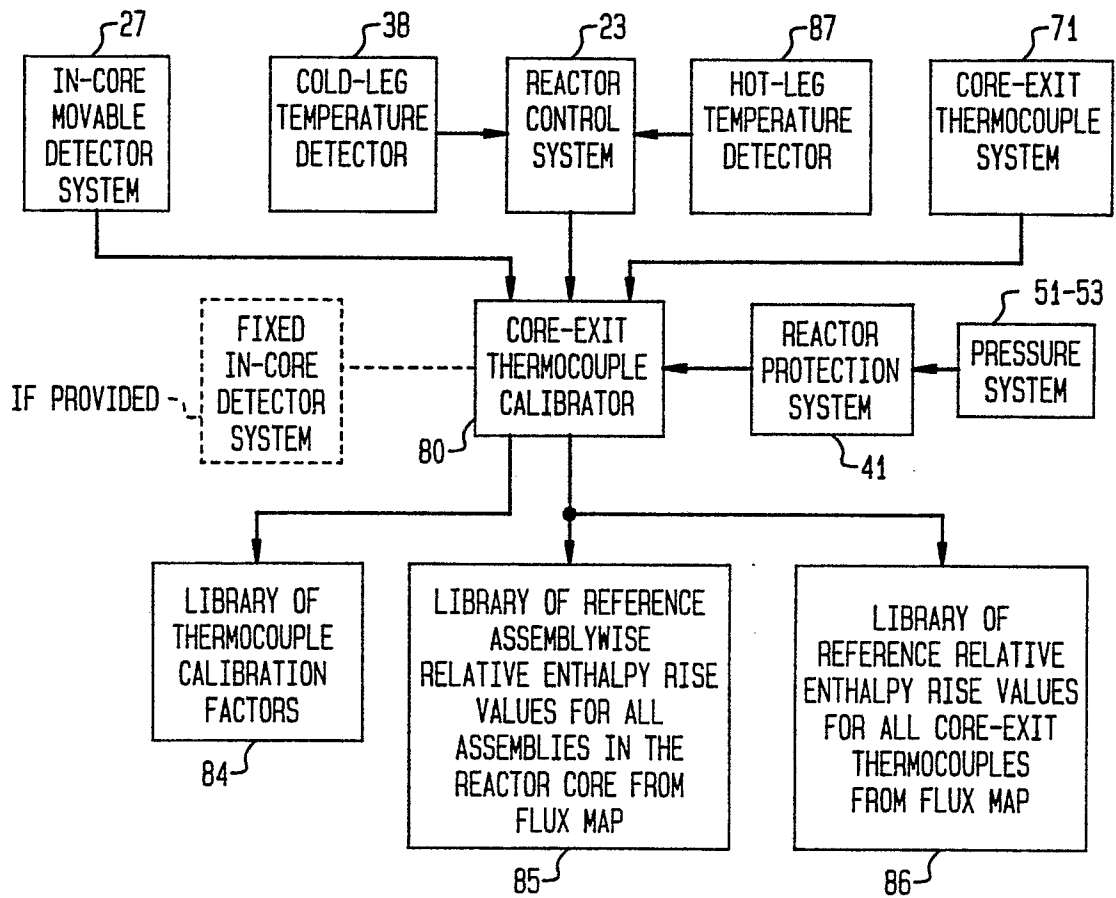 27
38
23
87
71
IN-CORE
MOVABLE
DETECTOR
SYSTEM
COLD-LEG
TEMPERATURE
DETECTOR
REACTOR
CONTROL
SYSTEM
HOT-LEG
TEMPERATURE
DETECTOR
CORE-EXIT
THERMOCOUPLE
SYSTEM
IF PROVIDED
FIXED
IN-CORE
DETECTOR
SYSTEM
CORE-EXIT
THERMOCOUPLE
CALIBRATOR
80
REACTOR
PROTECTION
SYSTEM
41
51-53
PRESSURE
SYSTEM
LIBRARY OF
THERMOCOUPLE
CALIBRATION
FACTORS
84
LIBRARY OF REFERENCE
ASSEMBLYWISE
RELATIVE ENTHALPY RISE
VALUES FOR ALL
ASSEMBLIES IN THE
REACTOR CORE FROM
FLUX MAP
85
LIBRARY OF
REFERENCE RELATIVE
ENTHALPY RISE VALUES
FOR ALL CORE-EXIT
THERMOCOUPLES
FROM FLUX MAP
86